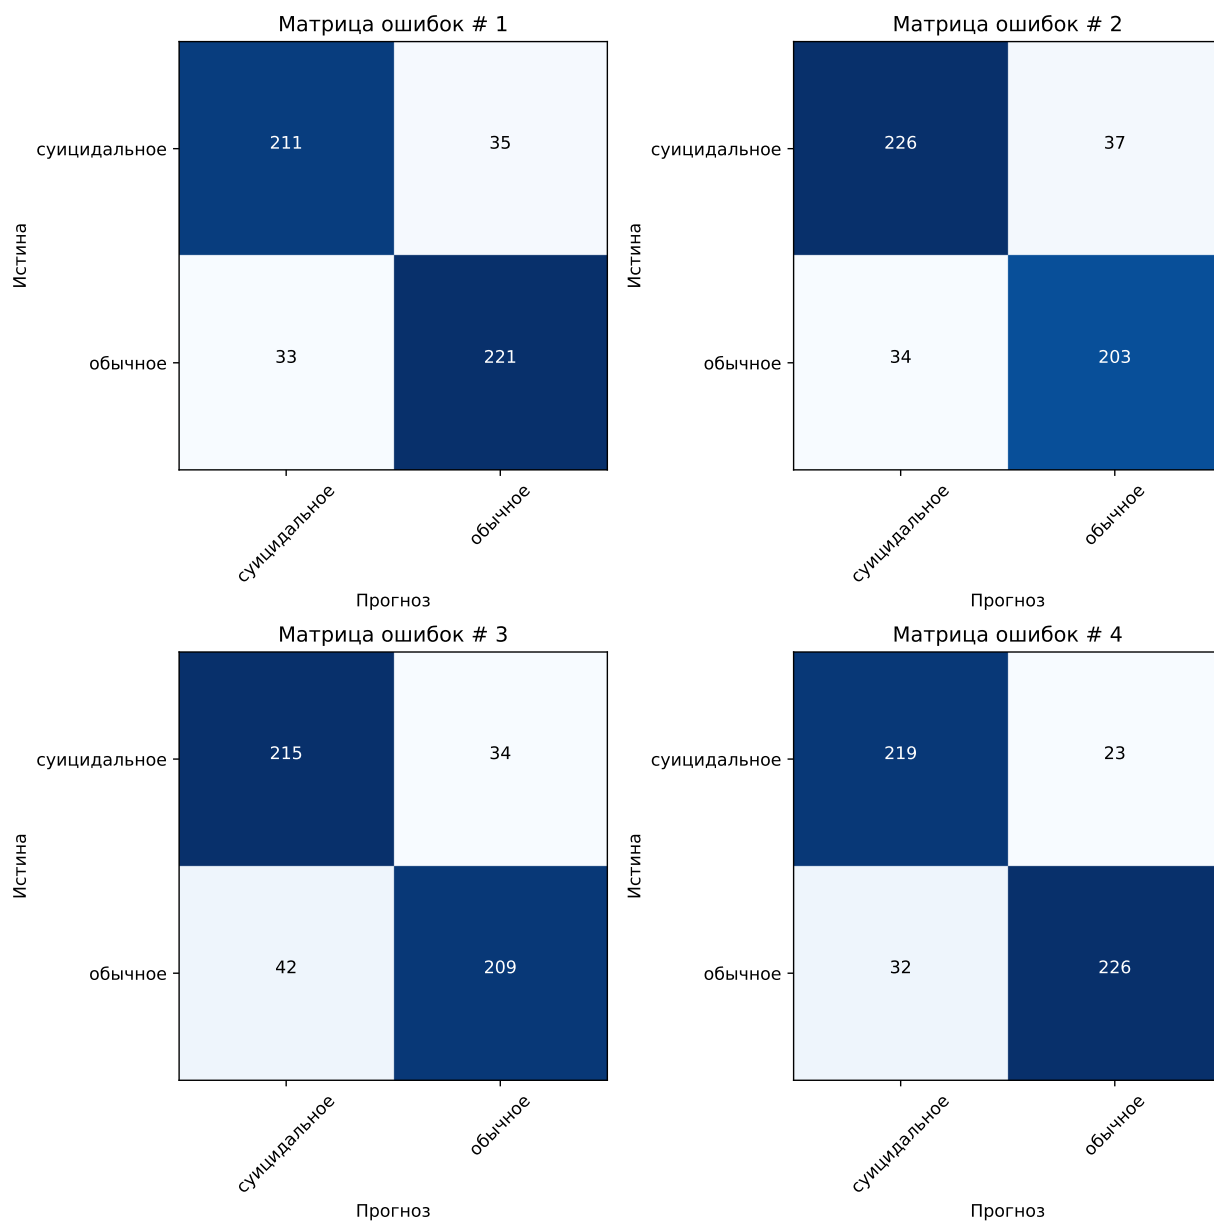 Матрица ошибок # 1
суицидальное
211
35
обычное
33
221
Истина
суицидальное
обычное
Прогноз
Матрица ошибок # 2
суицидальное
226
37
обычное
34
203
Истина
суицидальное
обычное
Прогноз
Матрица ошибок # 3
суицидальное
215
34
обычное
42
209
Истина
суицидальное
обычное
Прогноз
Матрица ошибок # 4
суицидальное
219
23
обычное
32
226
Истина
суицидальное
обычное
Прогноз